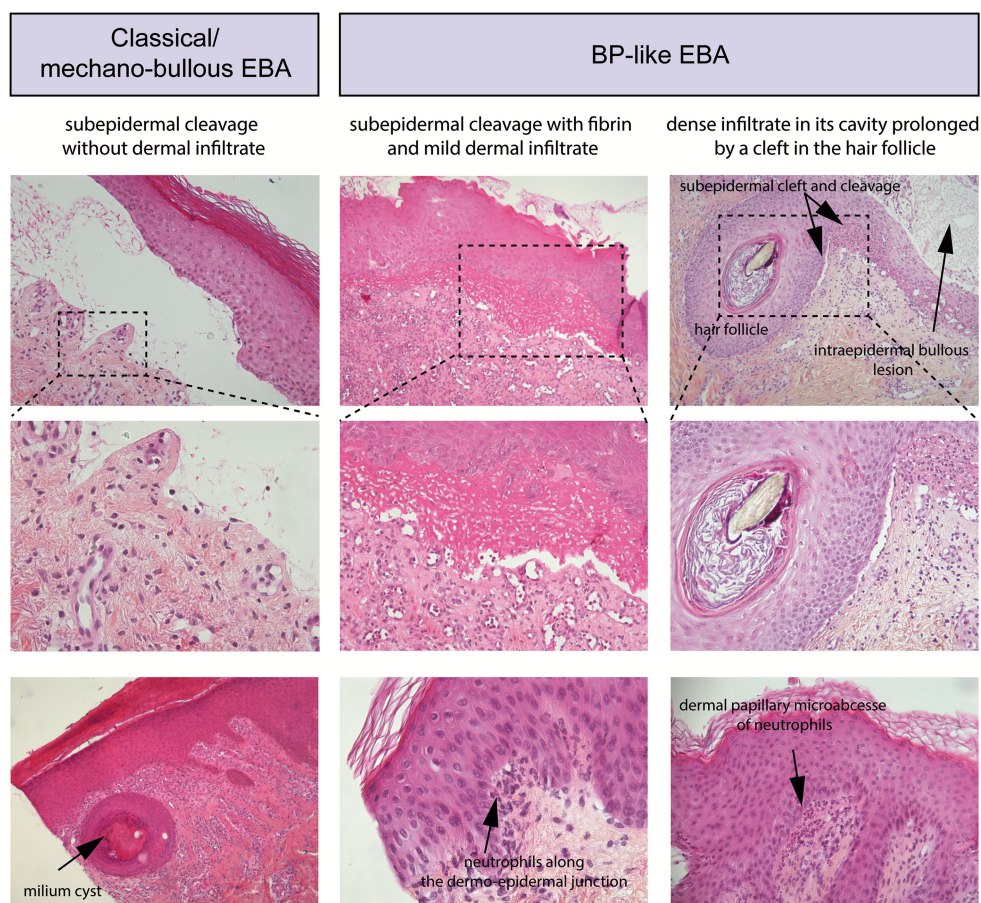 Classical/
mechano-bullous EBA
BP-like EBA
subepidermal cleavage
without dermal infiltrate
subepidermal cleavage with fibrin
and mild dermal infiltrate
dense infiltrate in its cavity prolonged
by a cleft in the hair follicle
subepidermal cleft and cleavage
hair follicle
intraepidermal bullous
lesion
milium cyst
neutrophils along
the dermo-epidermal junction
dermal papillary microabcesse
of neutrophils